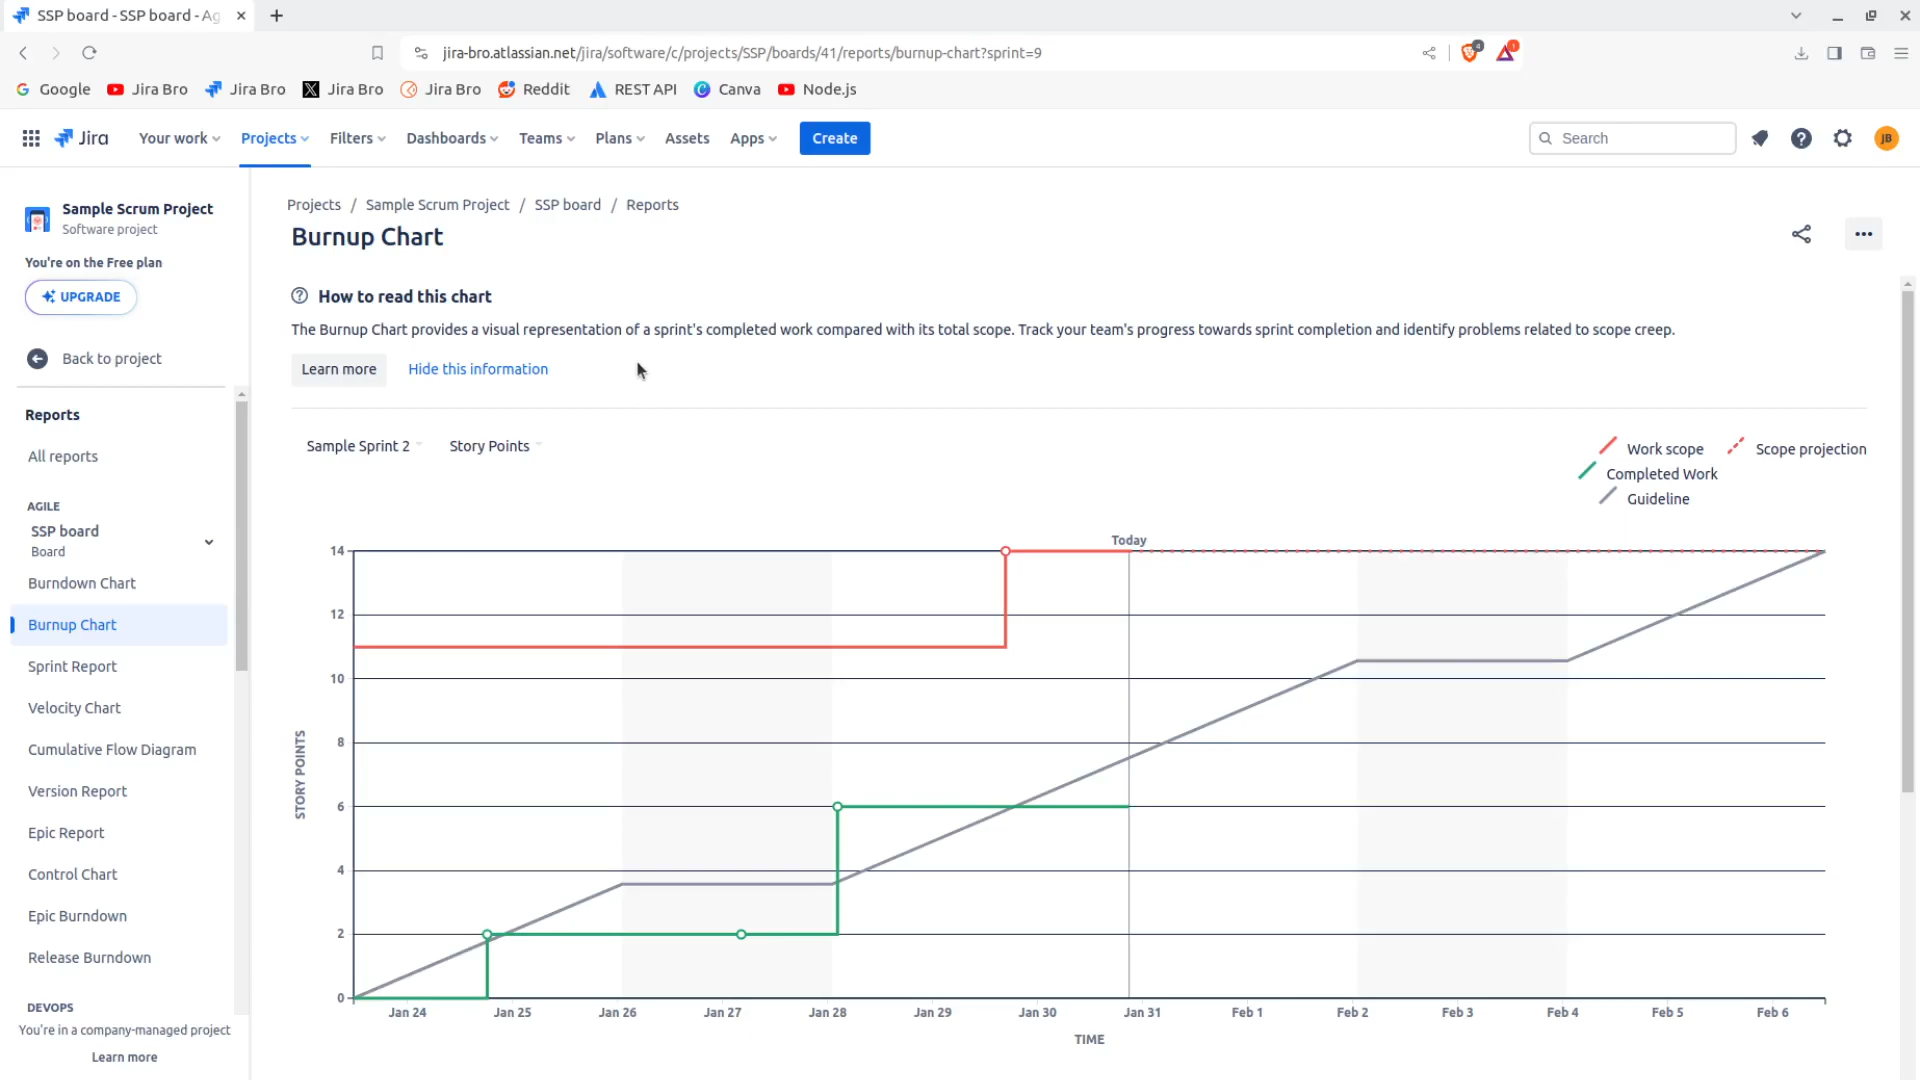 SSP board - SSP board - Ag
jira-bro.atlassian.net/jira/software/c/projects/SSP/boards/41/reports/burnup-chart?sprint=9
4
1
Google Jira Bro Jira Bro Jira Bro Jira Bro Reddit REST API Canva Node.js
Jira Your work Projects Filters Dashboards Teams Plans Assets Apps Create Search JB
Sample Scrum Project
Software project
You're on the Free plan
UPGRADE
Back to project
Reports
All reports
AGILE
SSP board
Board
Burndown Chart
Burnup Chart
Sprint Report
Velocity Chart
Cumulative Flow Diagram
Version Report
Epic Report
Control Chart
Epic Burndown
Release Burndown
DEVOPS
You're in a company-managed project
Learn more
Projects / Sample Scrum Project / SSP board / Reports
Burnup Chart
How to read this chart
The Burnup Chart provides a visual representation of a sprint's completed work compared with its total scope. Track your team's progress towards sprint completion and identify problems related to scope creep.
Learn more Hide this information
Sample Sprint 2 Story Points
Work scope Scope projection
Completed Work
Guideline
Today
14
12
10
8
6
4
2
0
STORY POINTS
Jan 24 Jan 25 Jan 26 Jan 27 Jan 28 Jan 29 Jan 30 Jan 31 Feb 1 Feb 2 Feb 3 Feb 4 Feb 5 Feb 6
TIME